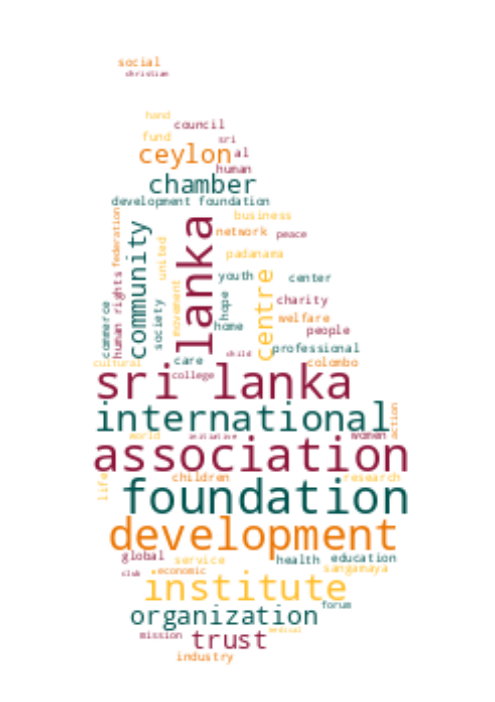 social
christian
hand
council
fund
sri
ceylon
al
human
chamber
development foundation
federation
business
lanka
community
network
peace
united
padanama
centre
youth
center
human rights
movement
hope
charity
commerce
society
welfare
home
people
professional
child
cultural
care
colombo
college
sri lanka
international
action
world
initiative
women
association
life
children
research
foundation
development
global
service
health
education
club
economic
sangamaya
institute
forum
organization
mission
trust
medical
industry